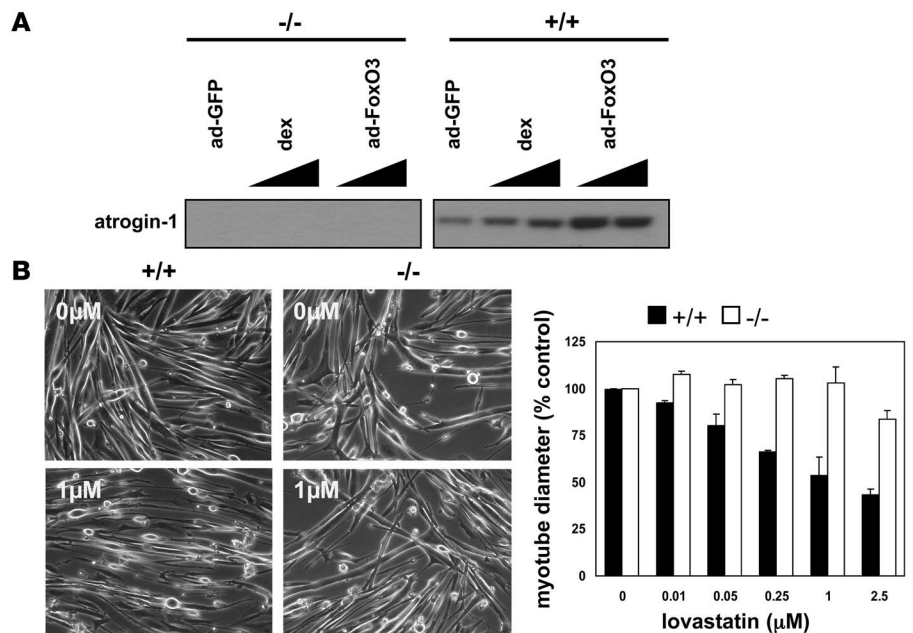 A
-/- +/+
ad-GFP dex ad-FoxO3 ad-GFP dex ad-FoxO3
atrogin-1
B
+/+ -/-
0µM 0µM
1µM 1µM
+/+ -/-
myotube diameter (% control)
125
100
75
50
25
0
0 0.01 0.05 0.25 1 2.5
lovastatin (µM)